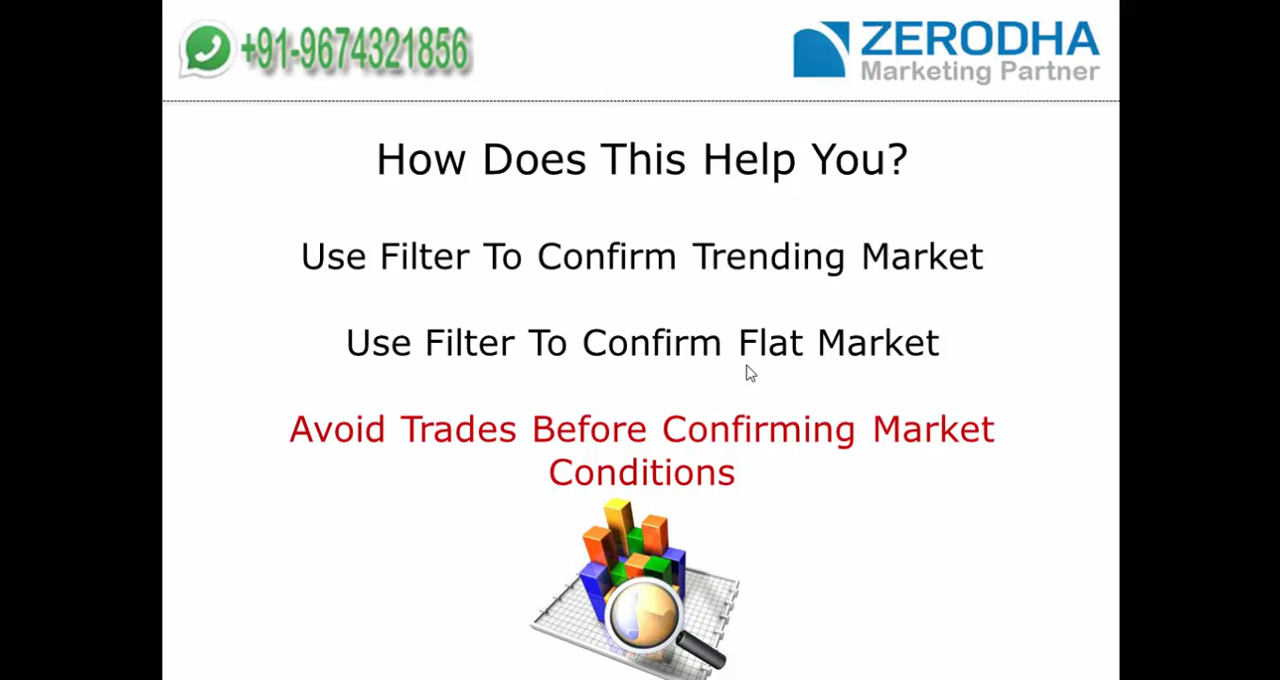 +91-9674321856
ZERODHA
Marketing Partner
How Does This Help You?
Use Filter To Confirm Trending Market
Use Filter To Confirm Flat Market
Avoid Trades Before Confirming Market
Conditions